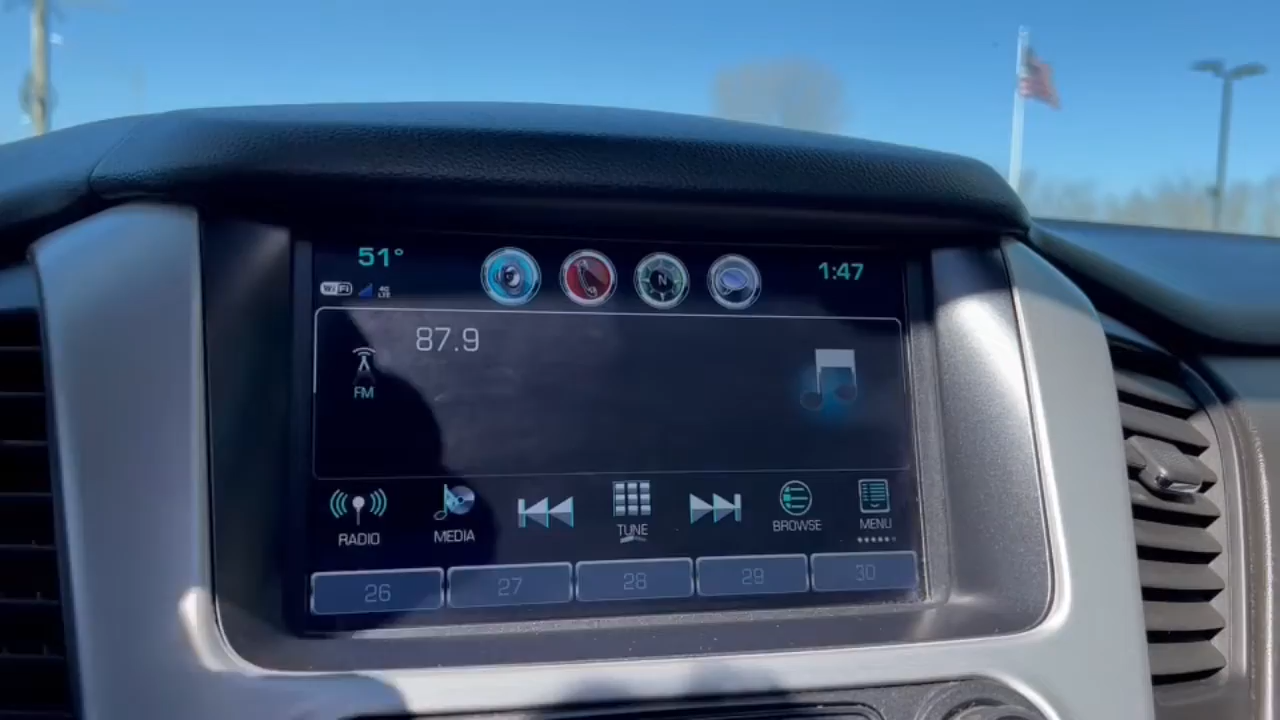 51°
1:47
WiFi 4G LTE
N
87.9
FM
RADIO
MEDIA
TUNE
BROWSE
MENU
26
27
28
29
30